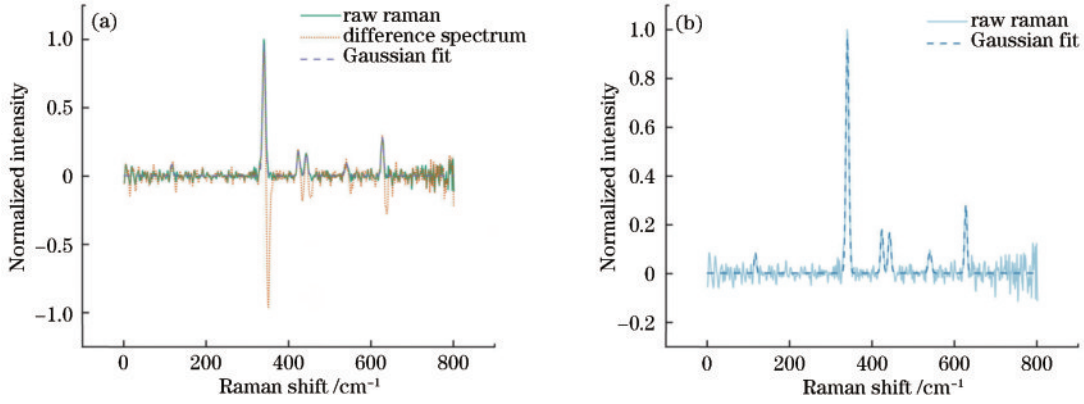 (a)
raw raman
difference spectrum
Gaussian fit
1.0
0.5
0
−0.5
−1.0
Normalized intensity
0 200 400 600 800
Raman shift /cm⁻¹
(b)
raw raman
Gaussian fit
1.0
0.8
0.6
0.4
0.2
0
−0.2
Normalized intensity
0 200 400 600 800
Raman shift /cm⁻¹